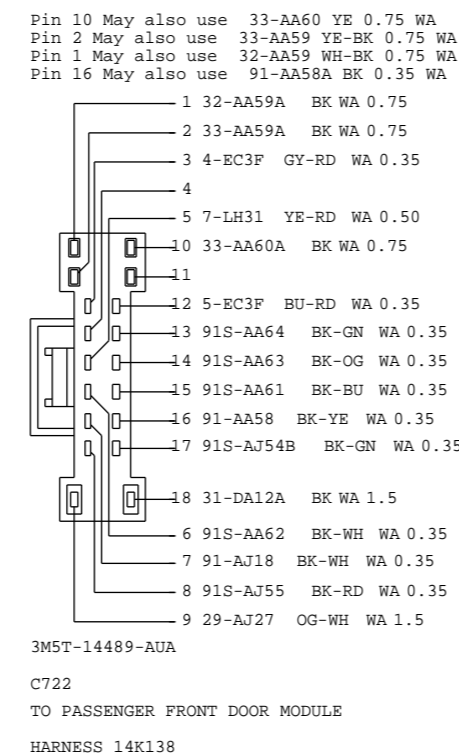 Pin 10 May also use 33-AA60 YE 0.75 WA
Pin 2 May also use 33-AA59 YE-BK 0.75 WA
Pin 1 May also use 32-AA59 WH-BK 0.75 WA
Pin 16 May also use 91-AA58A BK 0.35 WA
1 32-AA59A BK WA 0.75
2 33-AA59A BK WA 0.75
3 4-EC3F GY-RD WA 0.35
4
5 7-LH31 YE-RD WA 0.50
10 33-AA60A BK WA 0.75
11
12 5-EC3F BU-RD WA 0.35
13 91S-AA64 BK-GN WA 0.35
14 91S-AA63 BK-OG WA 0.35
15 91S-AA61 BK-BU WA 0.35
16 91-AA58 BK-YE WA 0.35
17 91S-AJ54B BK-GN WA 0.35
18 31-DA12A BK WA 1.5
6 91S-AA62 BK-WH WA 0.35
7 91-AJ18 BK-WH WA 0.35
8 91S-AJ55 BK-RD WA 0.35
9 29-AJ27 OG-WH WA 1.5
3M5T-14489-AUA
C722
TO PASSENGER FRONT DOOR MODULE
HARNESS 14K138